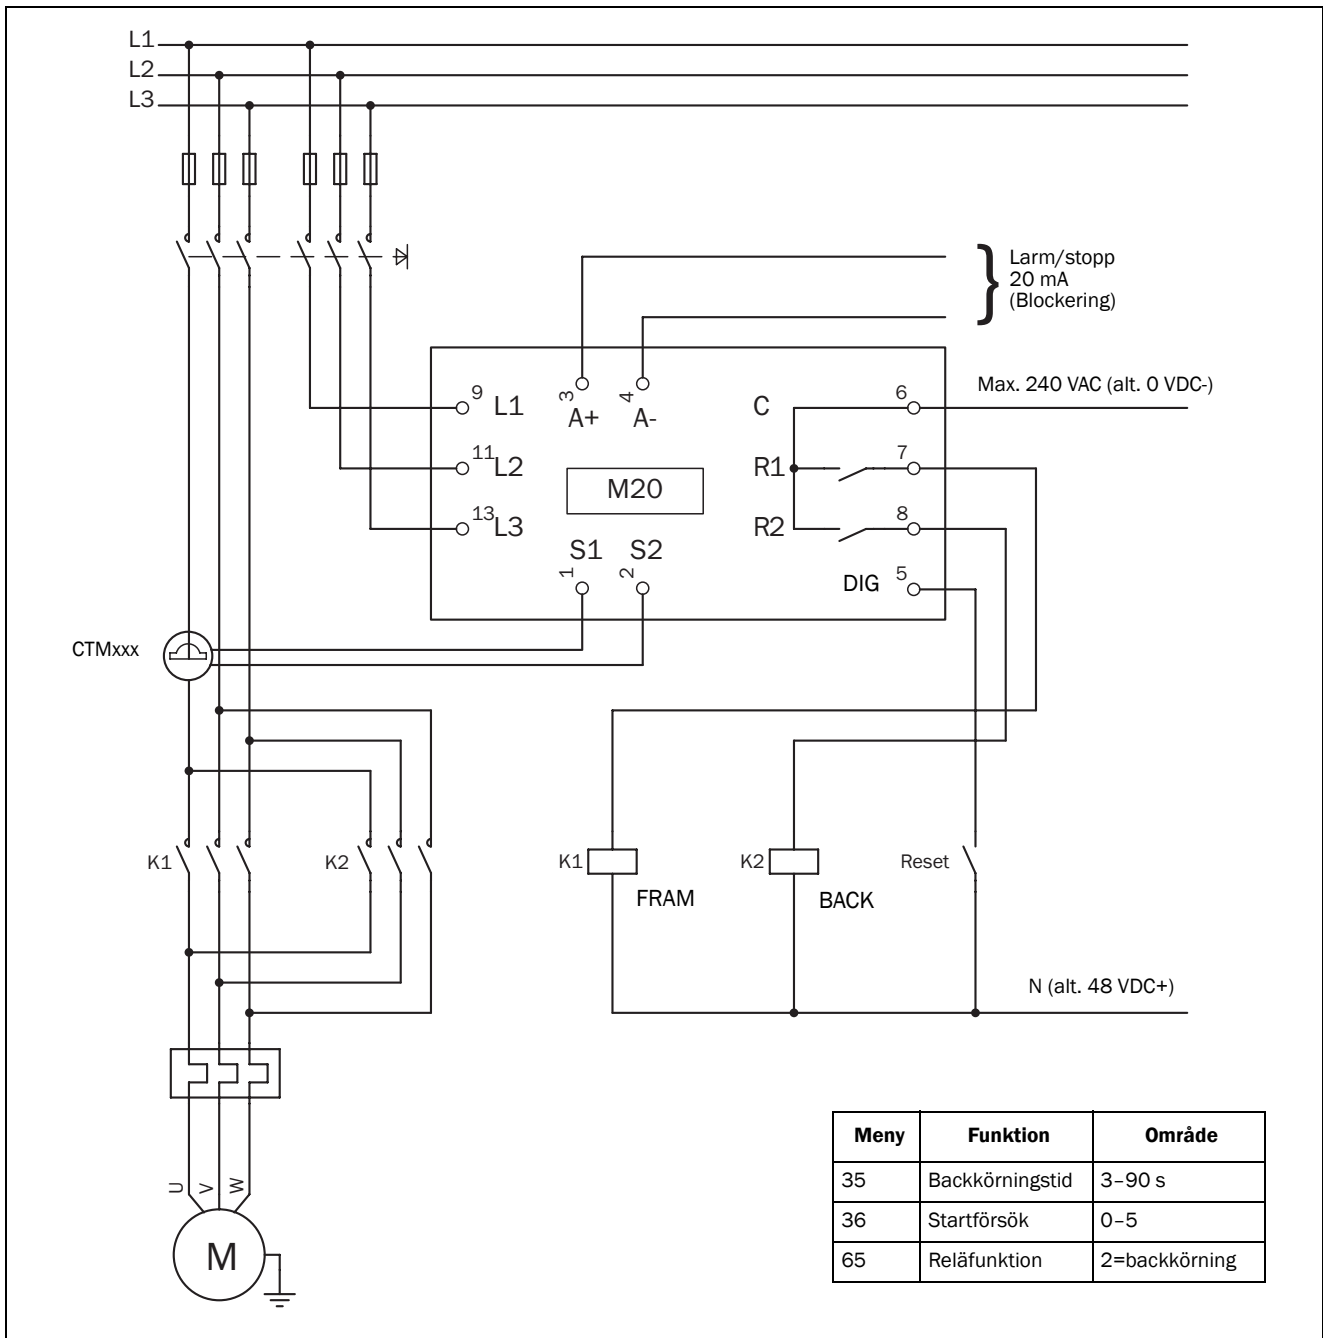 L1
L2
L3
Larm/stopp
20 mA
(Blockering)
Max. 240 VAC (alt. 0 VDC-)
9 L1
3 A+
4 A-
C 6
11 L2
R1 7
M20
13 L3
R2 8
S1 1
S2 2
DIG 5
CTMxxx
K1
K2
K1
FRAM
K2
BACK
Reset
N (alt. 48 VDC+)
U
V
W
M
Meny Funktion Område
35 Backkörningstid 3–90 s
36 Startförsök 0–5
65 Reläfunktion 2=backkörning